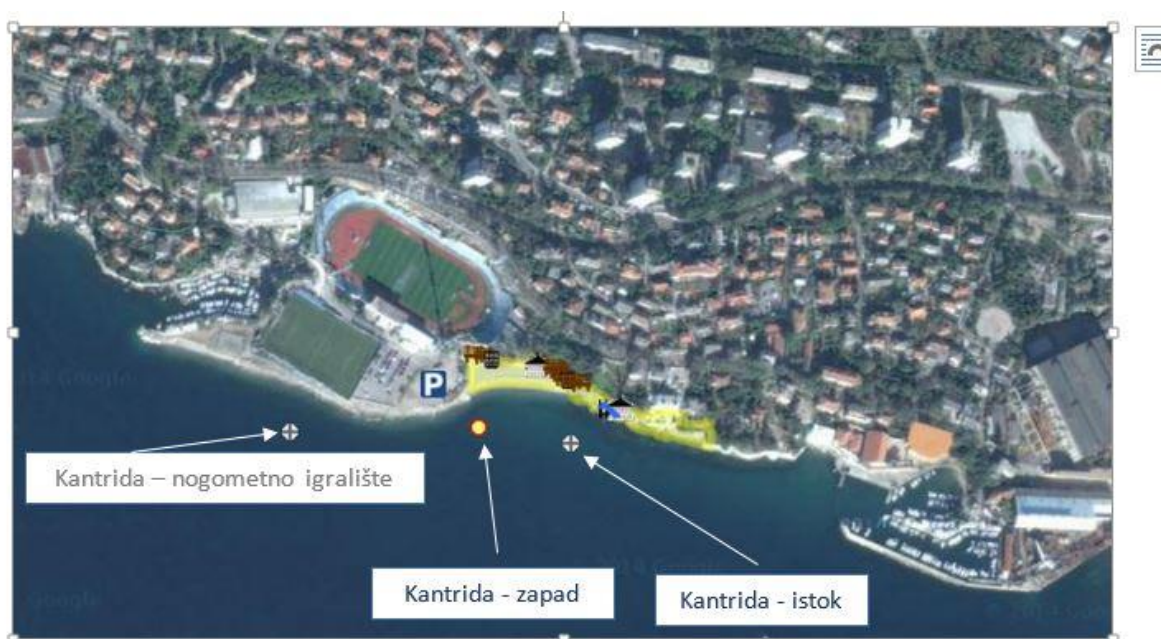 P
Kantrida – nogometno igralište
Kantrida - zapad
Kantrida - istok